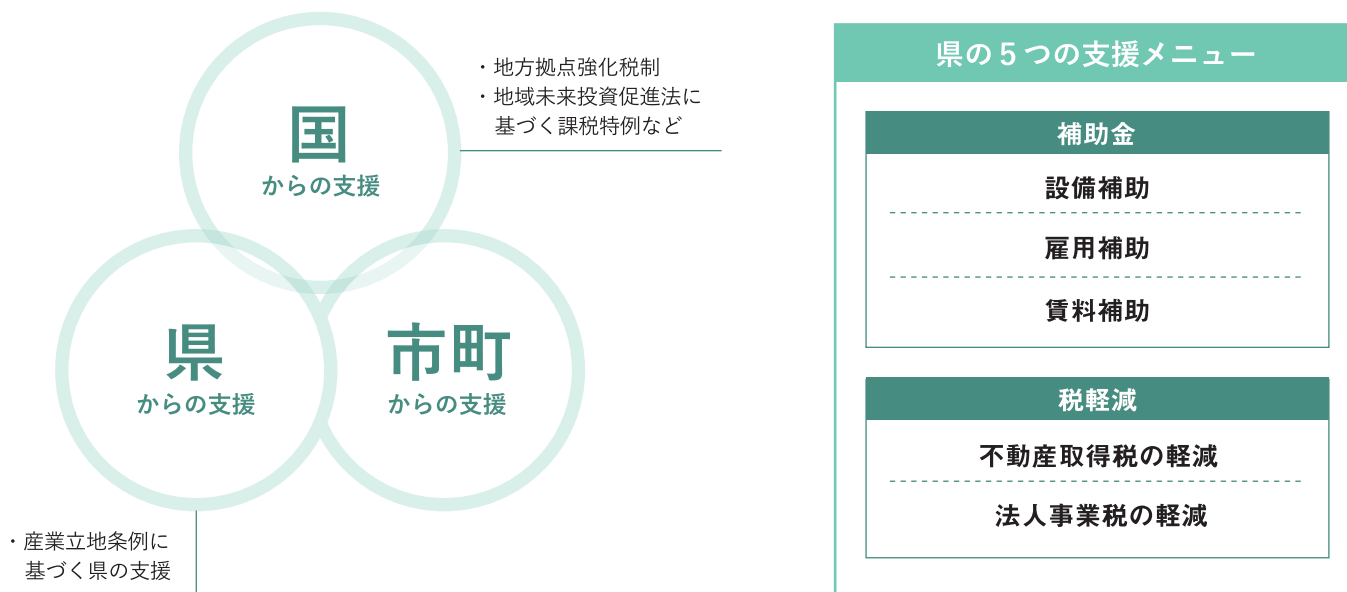 ・地方拠点強化税制
・地域未来投資促進法に
基づく課税特例など
国
からの支援
県
からの支援
市町
からの支援
・産業立地条例に
基づく県の支援
県の5つの支援メニュー
補助金
設備補助
雇用補助
賃料補助
税軽減
不動産取得税の軽減
法人事業税の軽減